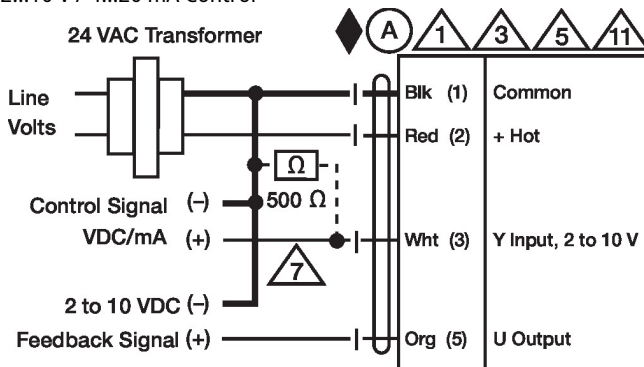 24 VAC Transformer
A 1 3 5 11
Line
Volts
Blk (1) Common
Red (2) + Hot
Ω
500 Ω
Control Signal (–)
VDC/mA (+)
Wht (3) Y Input, 2 to 10 V
7
2 to 10 VDC (–)
Feedback Signal (+)
Org (5) U Output